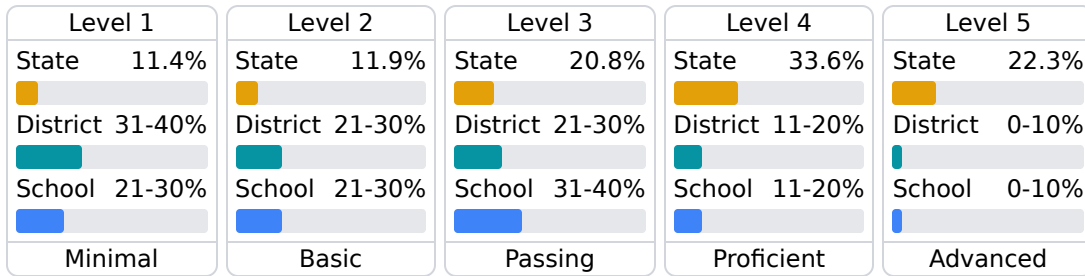 Level 1
State 11.4%
District 31-40%
School 21-30%
Minimal
Level 2
State 11.9%
District 21-30%
School 21-30%
Basic
Level 3
State 20.8%
District 21-30%
School 31-40%
Passing
Level 4
State 33.6%
District 11-20%
School 11-20%
Proficient
Level 5
State 22.3%
District 0-10%
School 0-10%
Advanced